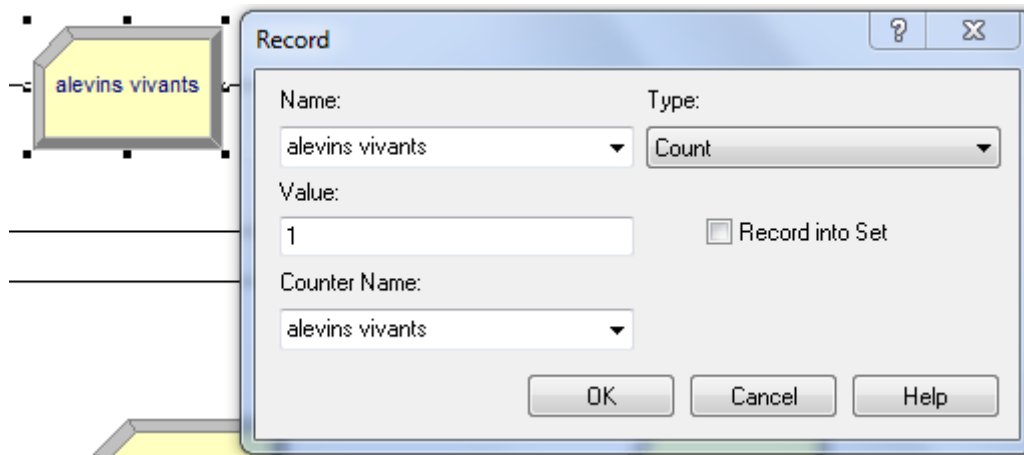 alevins vivants
Record
Name:
Type:
alevins vivants
Count
Value:
1
Record into Set
Counter Name:
alevins vivants
OK
Cancel
Help